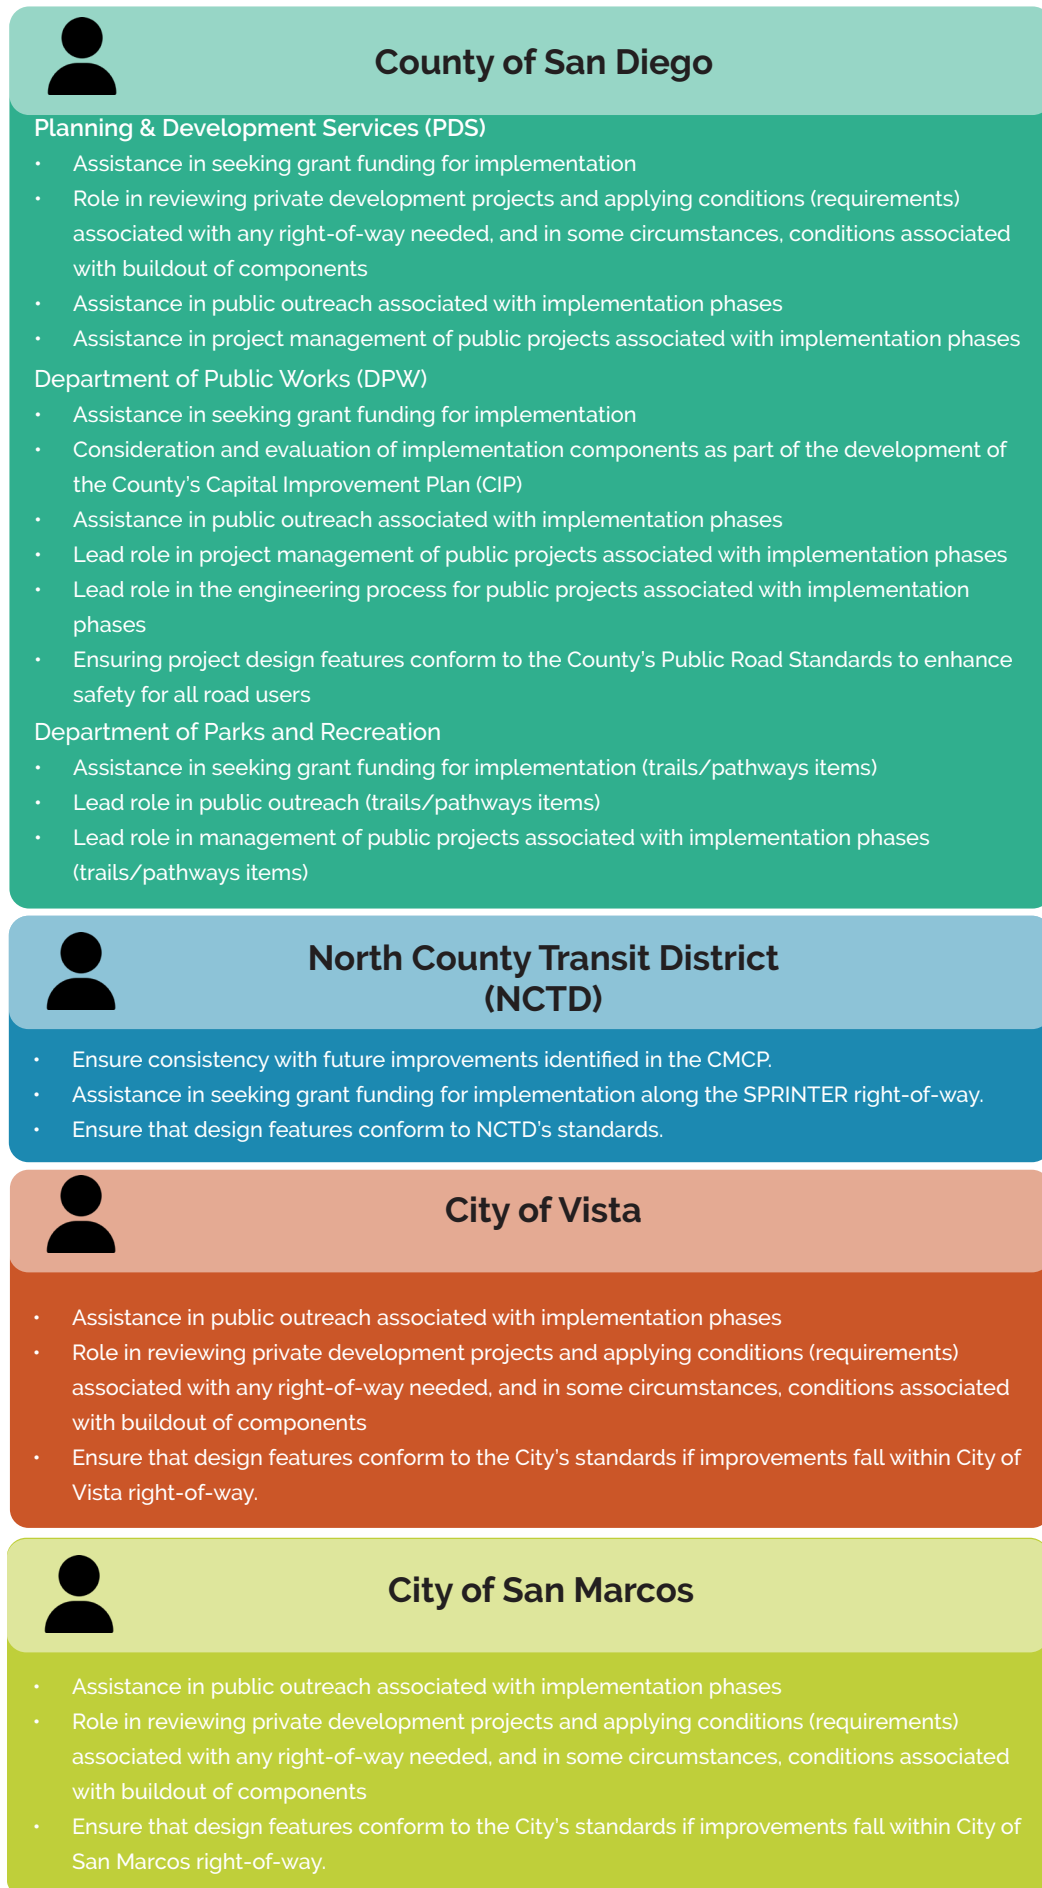 County of San Diego
Planning & Development Services (PDS)
• Assistance in seeking grant funding for implementation
• Role in reviewing private development projects and applying conditions (requirements)
associated with any right-of-way needed, and in some circumstances, conditions associated
with buildout of components
• Assistance in public outreach associated with implementation phases
• Assistance in project management of public projects associated with implementation phases
Department of Public Works (DPW)
• Assistance in seeking grant funding for implementation
• Consideration and evaluation of implementation components as part of the development of
the County's Capital Improvement Plan (CIP)
• Assistance in public outreach associated with implementation phases
• Lead role in project management of public projects associated with implementation phases
• Lead role in the engineering process for public projects associated with implementation
phases
• Ensuring project design features conform to the County's Public Road Standards to enhance
safety for all road users
Department of Parks and Recreation
• Assistance in seeking grant funding for implementation (trails/pathways items)
• Lead role in public outreach (trails/pathways items)
• Lead role in management of public projects associated with implementation phases
(trails/pathways items)
North County Transit District
(NCTD)
• Ensure consistency with future improvements identified in the CMCP.
• Assistance in seeking grant funding for implementation along the SPRINTER right-of-way.
• Ensure that design features conform to NCTD's standards.
City of Vista
• Assistance in public outreach associated with implementation phases
• Role in reviewing private development projects and applying conditions (requirements)
associated with any right-of-way needed, and in some circumstances, conditions associated
with buildout of components
• Ensure that design features conform to the City's standards if improvements fall within City of
Vista right-of-way.
City of San Marcos
• Assistance in public outreach associated with implementation phases
• Role in reviewing private development projects and applying conditions (requirements)
associated with any right-of-way needed, and in some circumstances, conditions associated
with buildout of components
• Ensure that design features conform to the City's standards if improvements fall within City of
San Marcos right-of-way.